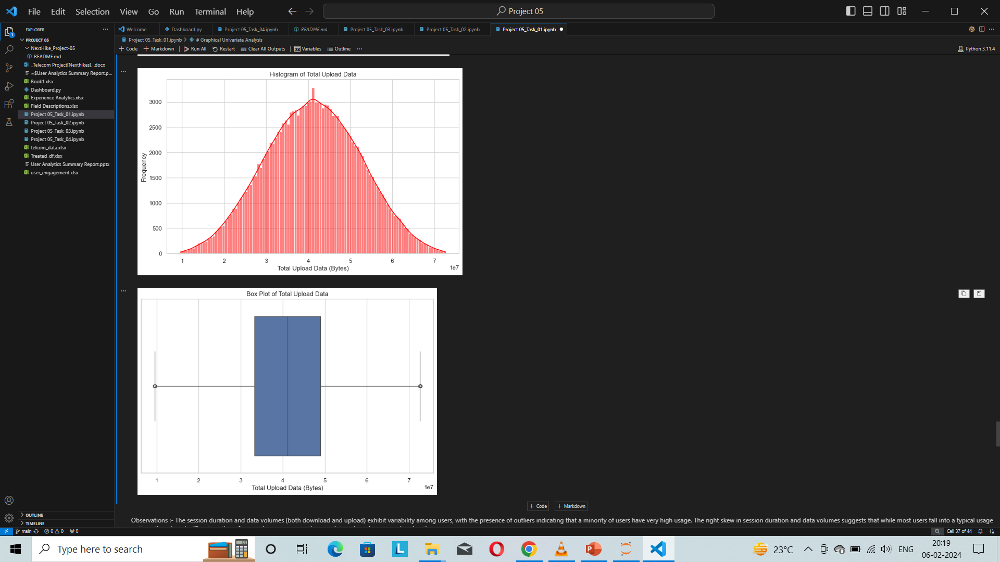 File Edit Selection View Go Run Terminal Help
Project 05
EXPLORER
Welcome
Dashboard.py
Project 05_Task_04.ipynb
README.md
Project 05_Task_03.ipynb
Project 05_Task_02.ipynb
Project 05_Task_01.ipynb
PROJECT 05
Project 05_Task_01.ipynb > # Graphical Univariate Analysis
Code
Markdown
Run All
Restart
Clear All Outputs
Variables
Outline
Python 3.11.4
NextHike_Project-05
README.md
_Telecom Project[Nexthikes]. .docx
~$User Analytics Summary Report.p...
Book1.xlsx
Dashboard.py
Experience Analytics.xlsx
Field Descriptions.xlsx
Project 05_Task_01.ipynb
Project 05_Task_02.ipynb
Project 05_Task_03.ipynb
Project 05_Task_04.ipynb
telcom_data.xlsx
Treated_df.xlsx
User Analytics Summary Report.pptx
user_engagement.xlsx
Histogram of Total Upload Data
3000
2500
2000
1500
1000
500
0
Frequency
1 2 3 4 5 6 7
1e7
Total Upload Data (Bytes)
Box Plot of Total Upload Data
1 2 3 4 5 6 7
1e7
Total Upload Data (Bytes)
Code
Markdown
Observations :- The session duration and data volumes (both download and upload) exhibit variability among users, with the presence of outliers indicating that a minority of users have very high usage. The right skew in session duration and data volumes suggests that while most users fall into a typical usage
OUTLINE
TIMELINE
main
0 0
0
Cell 37 of 44
Type here to search
23°C
ENG
20:19
06-02-2024